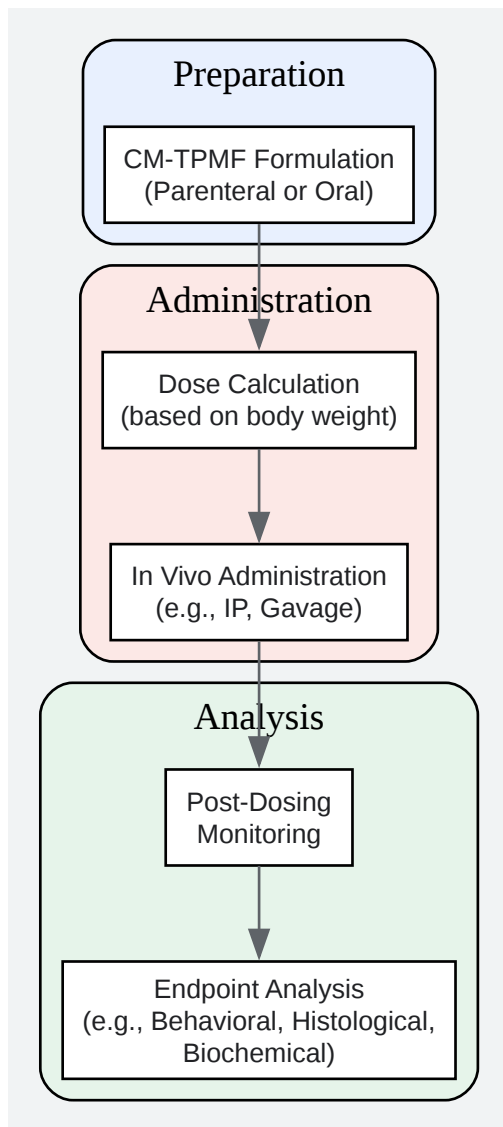 Preparation
CM-TPMF Formulation
(Parenteral or Oral)
Administration
Dose Calculation
(based on body weight)
In Vivo Administration
(e.g., IP, Gavage)
Analysis
Post-Dosing
Monitoring
Endpoint Analysis
(e.g., Behavioral, Histological,
Biochemical)